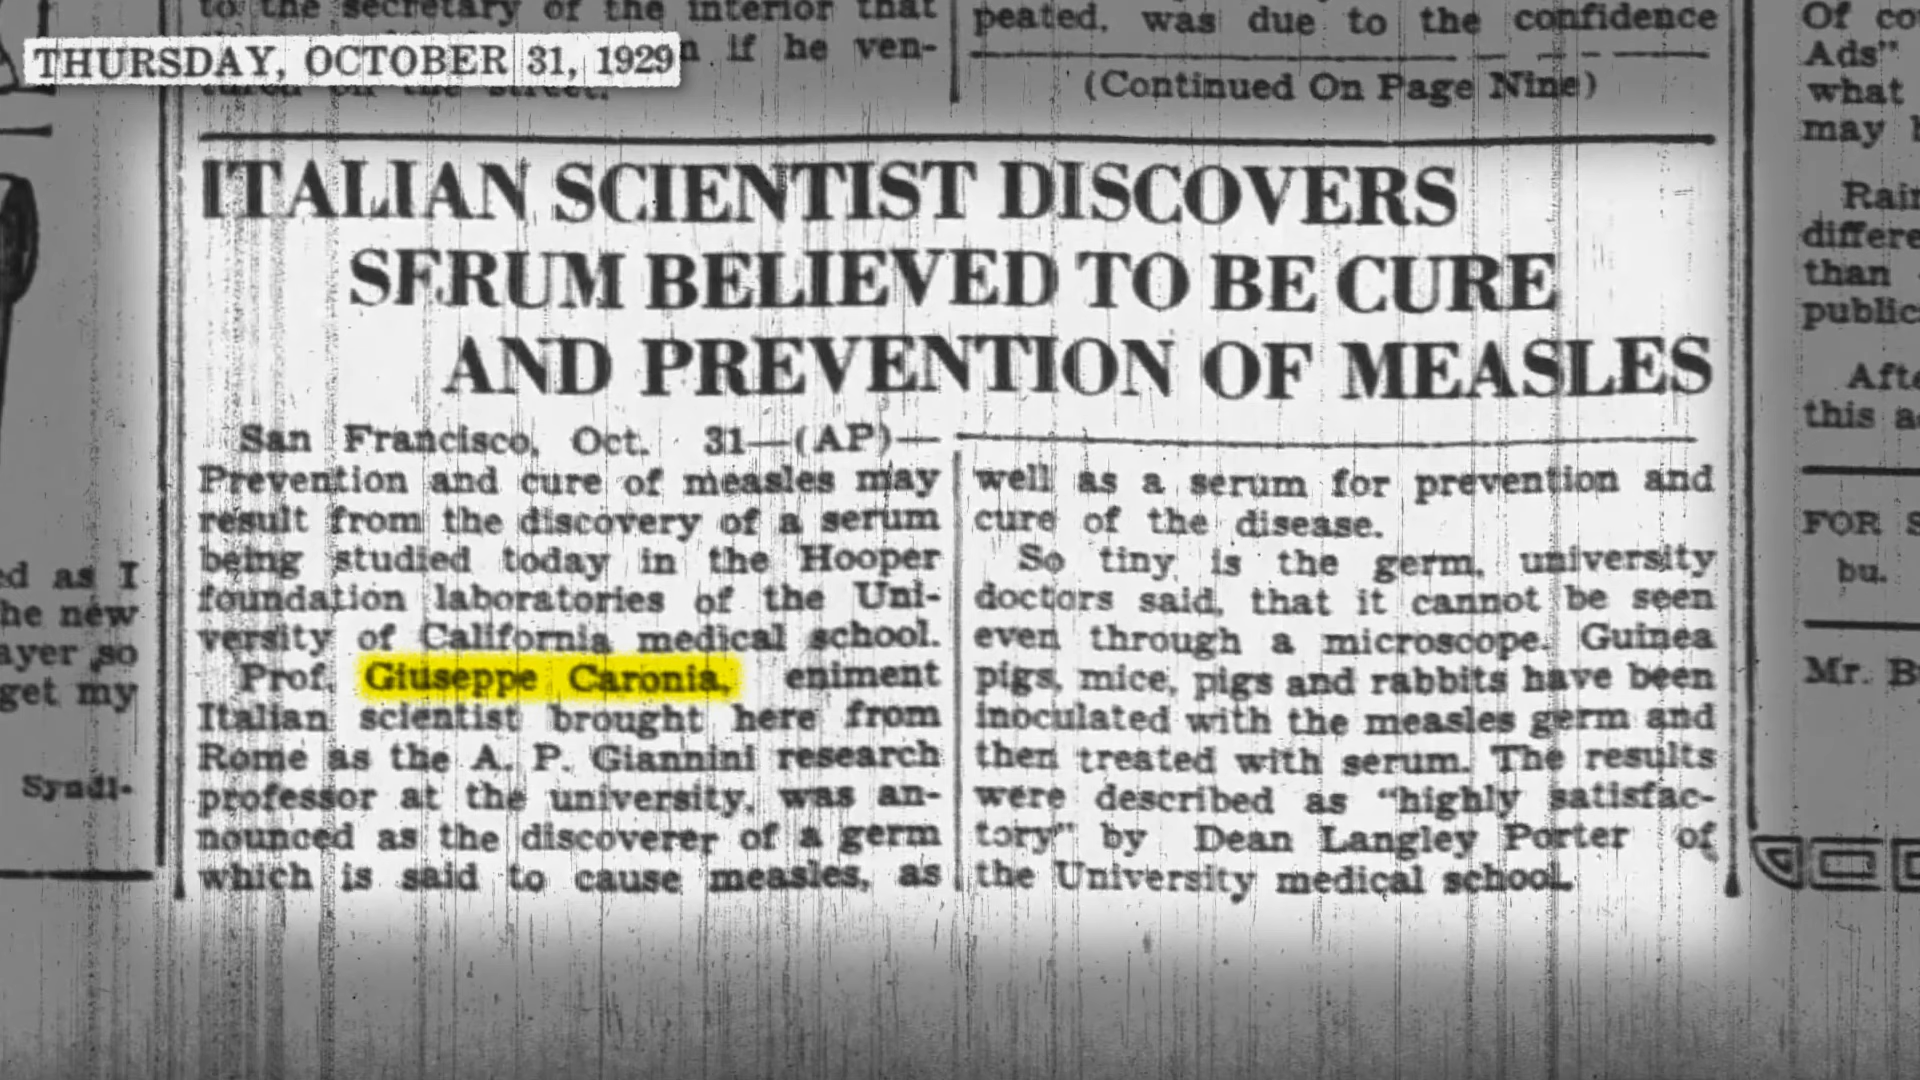 to the secretary of the interior that
n if he ven-
tured on the street.
THURSDAY, OCTOBER 31, 1929
peated, was due to the confidence
(Continued On Page Nine)
ITALIAN SCIENTIST DISCOVERS
SERUM BELIEVED TO BE CURE
AND PREVENTION OF MEASLES
San Francisco, Oct. 31—(AP)—
Prevention and cure of measles may
result from the discovery of a serum
being studied today in the Hooper
foundation laboratories of the Uni-
versity of California medical school.
Prof. Giuseppe Caronia, eniment
Italian scientist brought here from
Rome as the A. P. Giannini research
professor at the university, was an-
nounced as the discoverer of a germ
which is said to cause measles, as
well as a serum for prevention and
cure of the disease.
So tiny is the germ, university
doctors said, that it cannot be seen
even through a microscope. Guinea
pigs, mice, pigs and rabbits have been
inoculated with the measles germ and
then treated with serum. The results
were described as "highly satisfac-
tory" by Dean Langley Porter of
the University medical school.
ed as I
he new
ayer so
get my
Syndi-
Of co
Ads"
what
may
Rain
differe
than
public
Afte
this a
FOR S
bu.
Mr. B